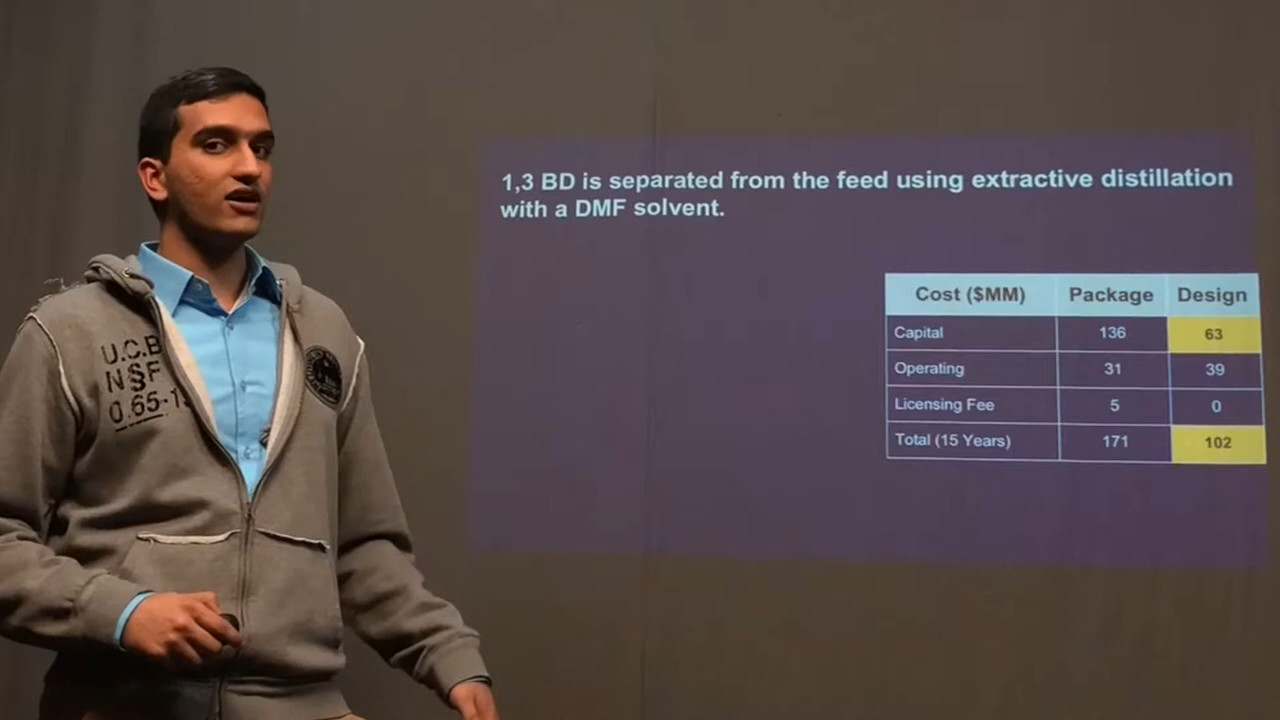 1,3 BD is separated from the feed using extractive distillation
with a DMF solvent.
Cost ($MM) Package Design
Capital 136 63
Operating 31 39
Licensing Fee 5 0
Total (15 Years) 171 102
U.C.B
N§F
0.65-1